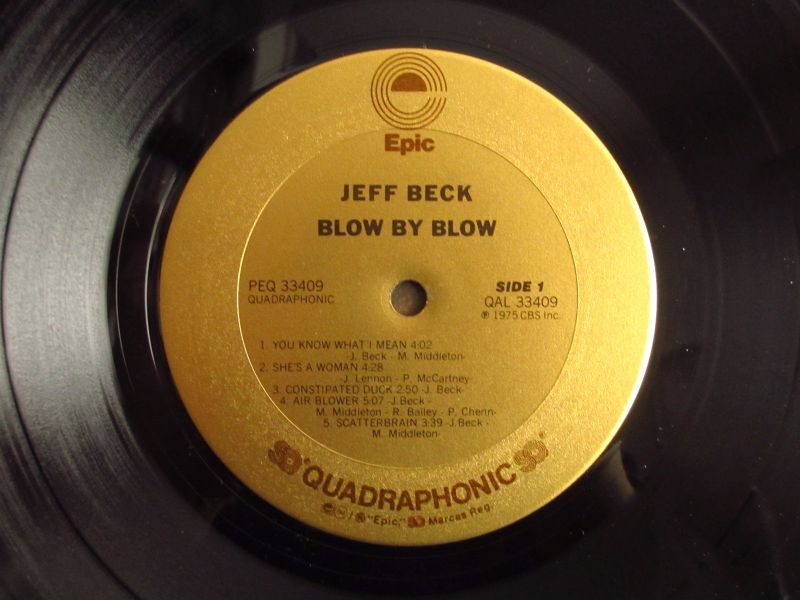 Epic
JEFF BECK
BLOW BY BLOW
PEQ 33409
QUADRAPHONIC
SIDE 1
QAL 33409
℗ 1975 CBS Inc.
1. YOU KNOW WHAT I MEAN 4:02
-J. Beck - M. Middleton-
2. SHE'S A WOMAN 4:28
-J. Lennon - P. McCartney-
3. CONSTIPATED DUCK 2:50 -J. Beck-
4. AIR BLOWER 5:07 -J.Beck -
M. Middleton - R. Bailey - P. Chenn-
5. SCATTERBRAIN 3:39 -J.Beck -
M. Middleton-
SQ QUADRAPHONIC SQ
"Epic," SQ Marcas Reg.